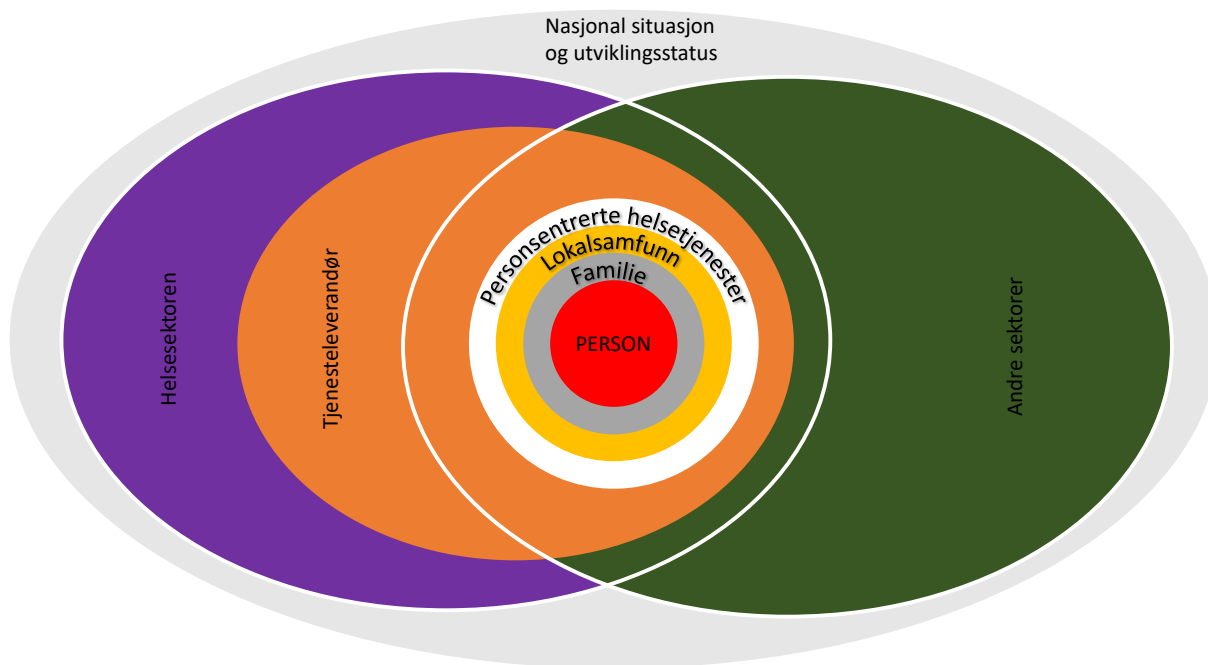 Nasjonal situasjon
og utviklingsstatus
Helsesektoren
Tjenesteleverandør
Personsentrerte helsetjenester
Lokalsamfunn
Familie
PERSON
Andre sektorer